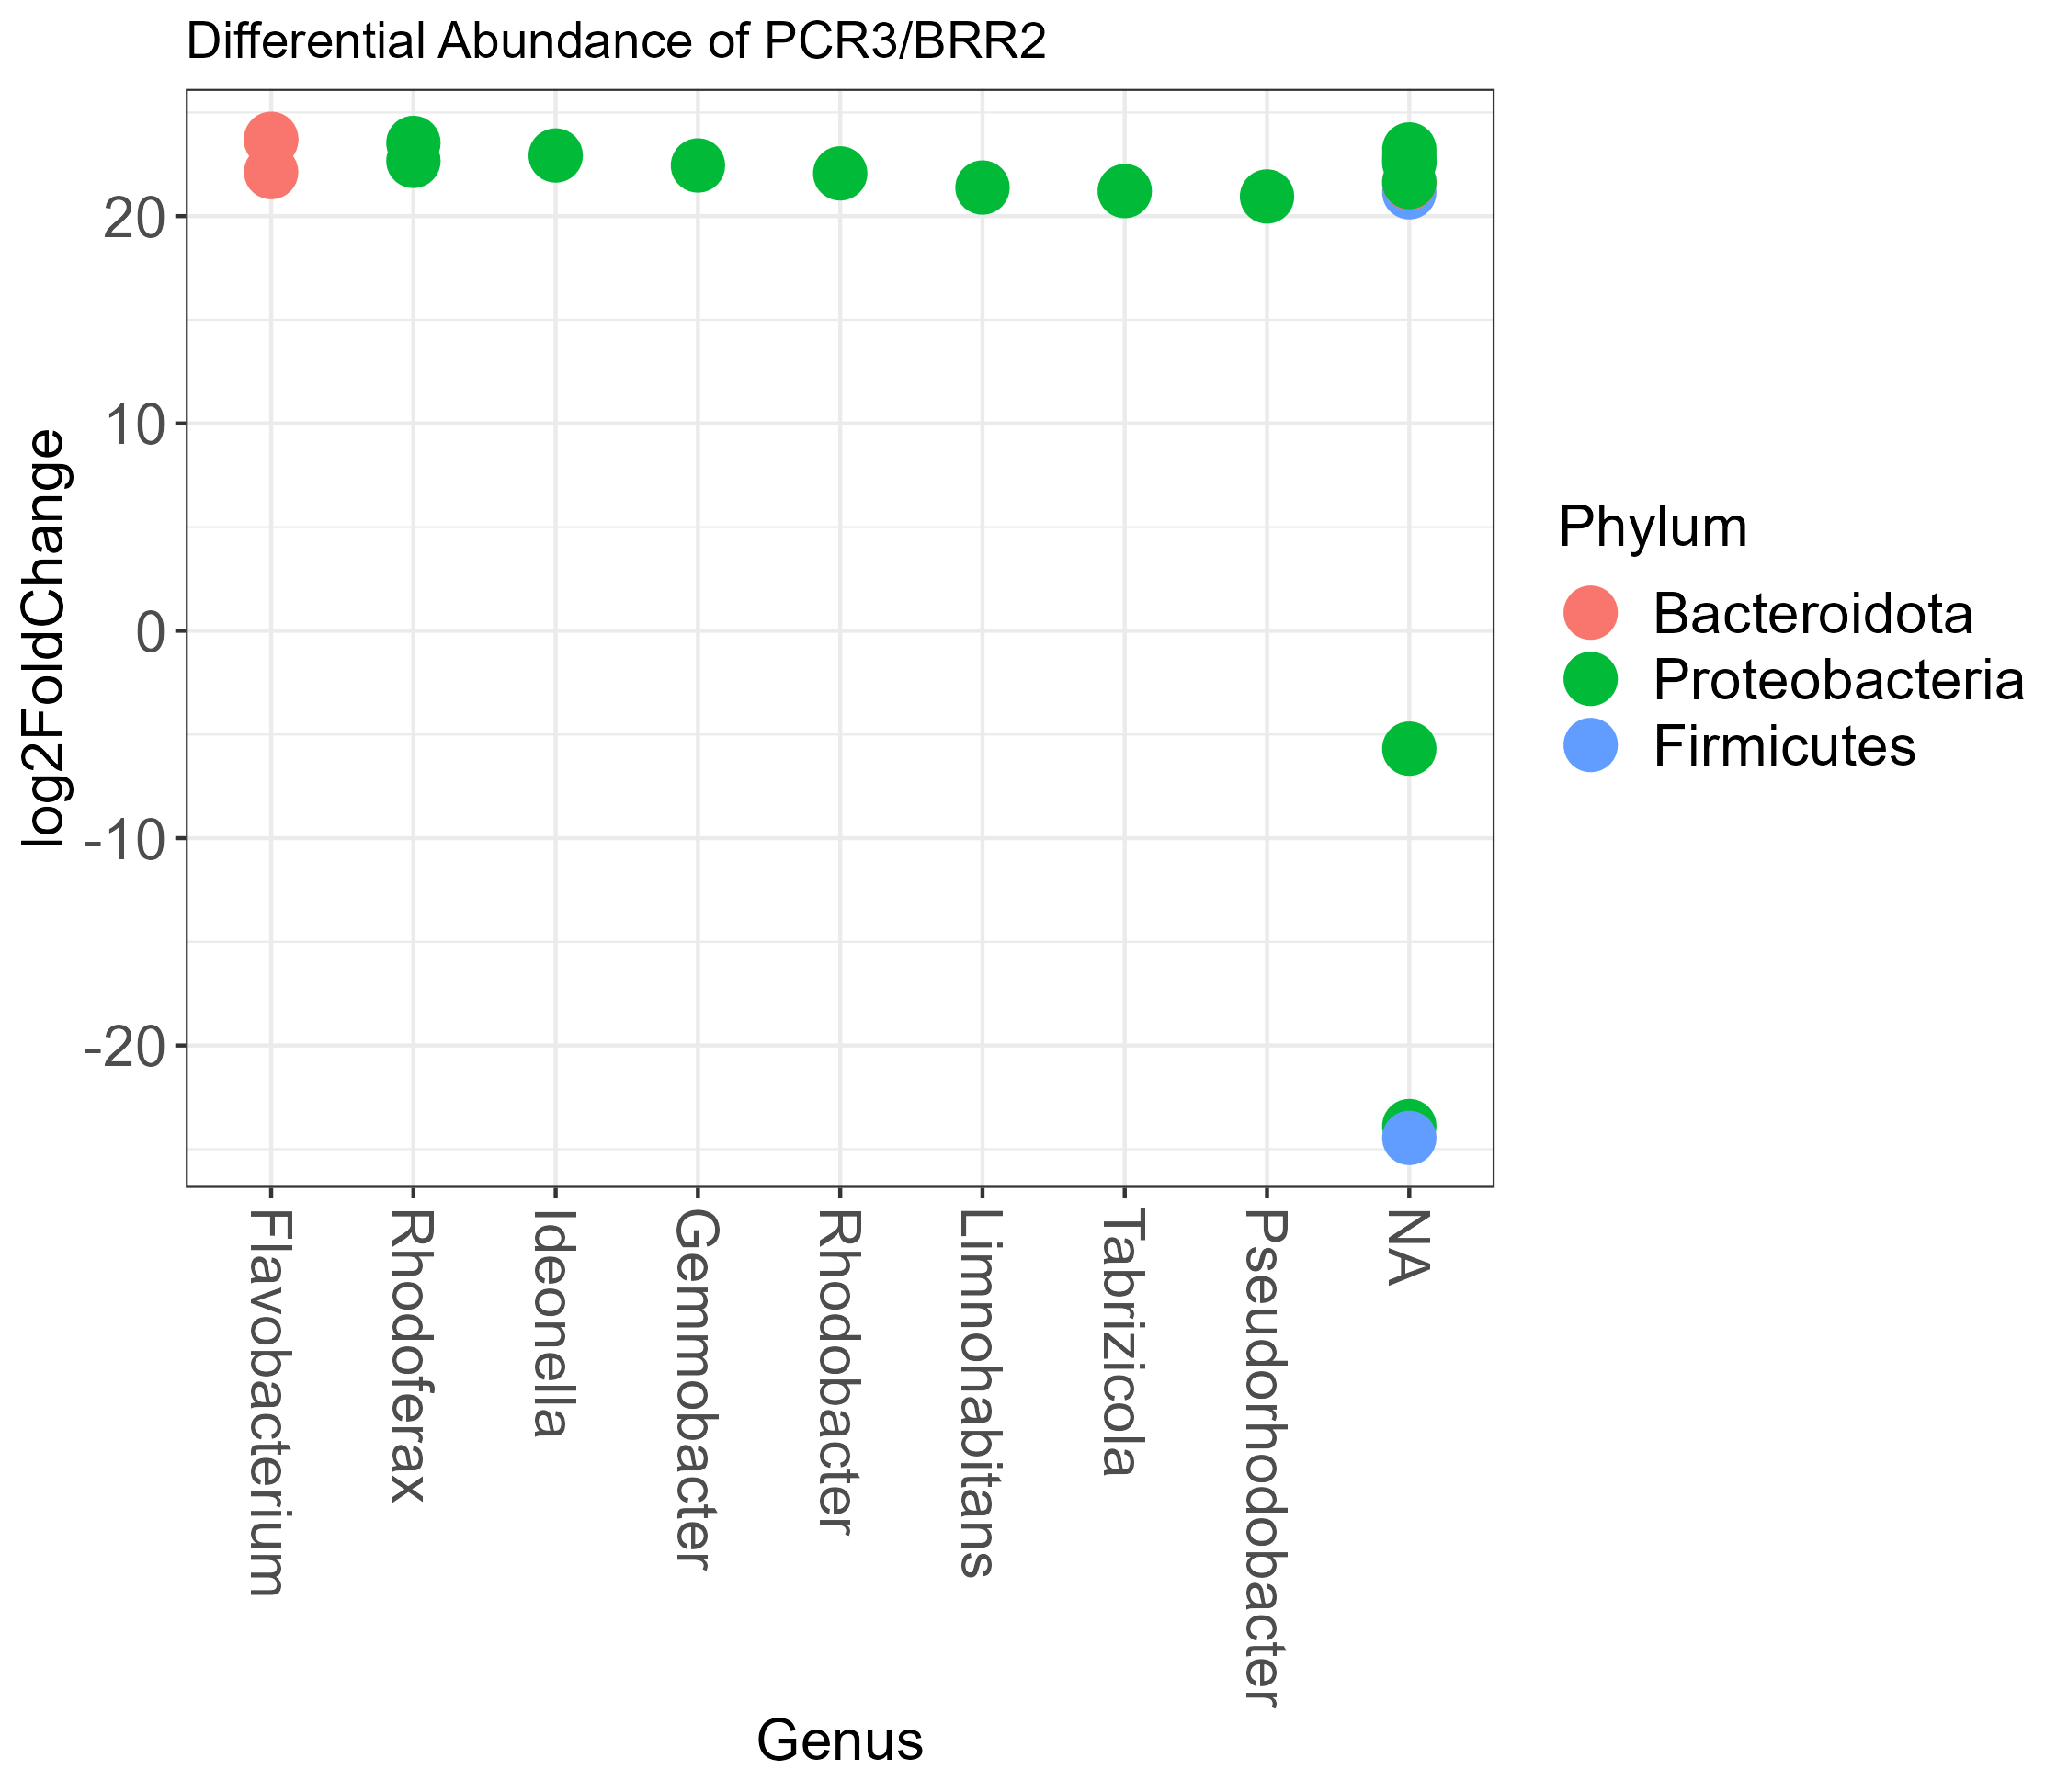 Differential Abundance of PCR3/BRR2
log2FoldChange
20
10
0
-10
-20
Flavobacterium
Rhodoferax
Ideonella
Gemmobacter
Rhodobacter
Limnohabitans
Tabrizicola
Pseudorhodobacter
NA
Genus
Phylum
Bacteroidota
Proteobacteria
Firmicutes